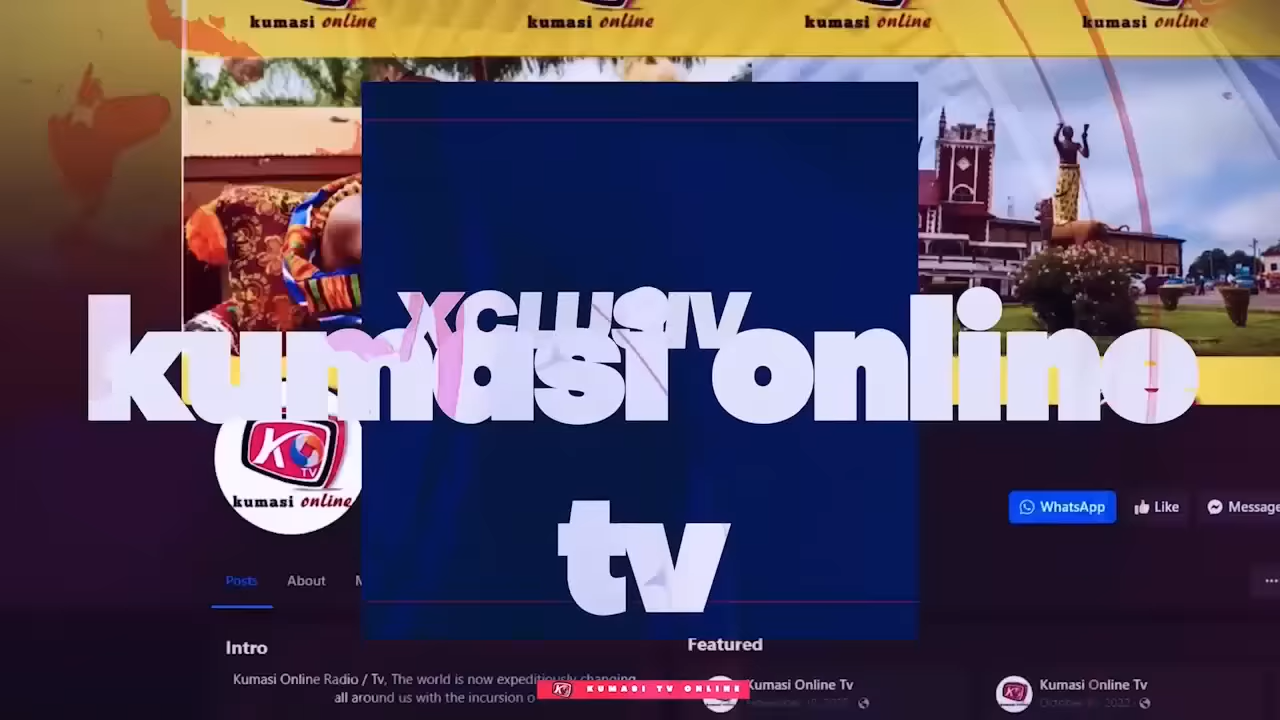 kumasi online
kumasi online
kumasi online
kumasi online
XCLUSIV
kumasi online
tv
K
TV
kumasi online
WhatsApp
Like
Message
Posts
About
Intro
Featured
Kumasi Online Radio / Tv, The world is now expeditiously changing
all around us with the incursion o
KUMASI TV ONLINE
Kumasi Online Tv
Kumasi Online Tv